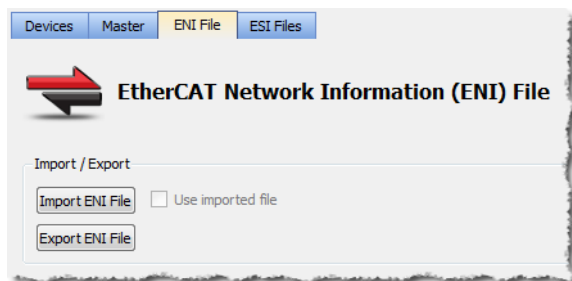 Devices Master ENI File ESI Files
EtherCAT Network Information (ENI) File
Import / Export
Import ENI File Use imported file
Export ENI File